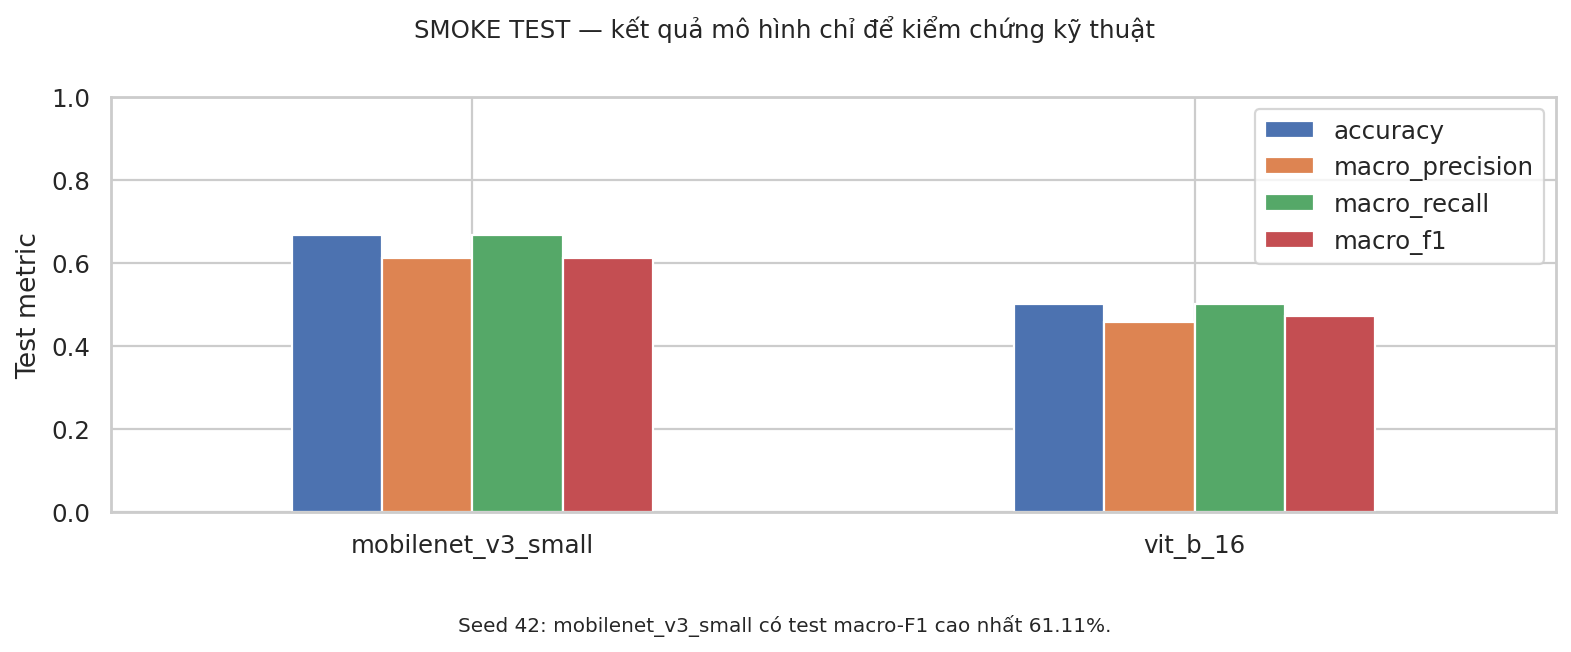 SMOKE TEST — kết quả mô hình chỉ để kiểm chứng kỹ thuật
1.0
0.8
0.6
0.4
0.2
0.0
Test metric
accuracy
macro_precision
macro_recall
macro_f1
mobilenet_v3_small
vit_b_16
Seed 42: mobilenet_v3_small có test macro-F1 cao nhất 61.11%.